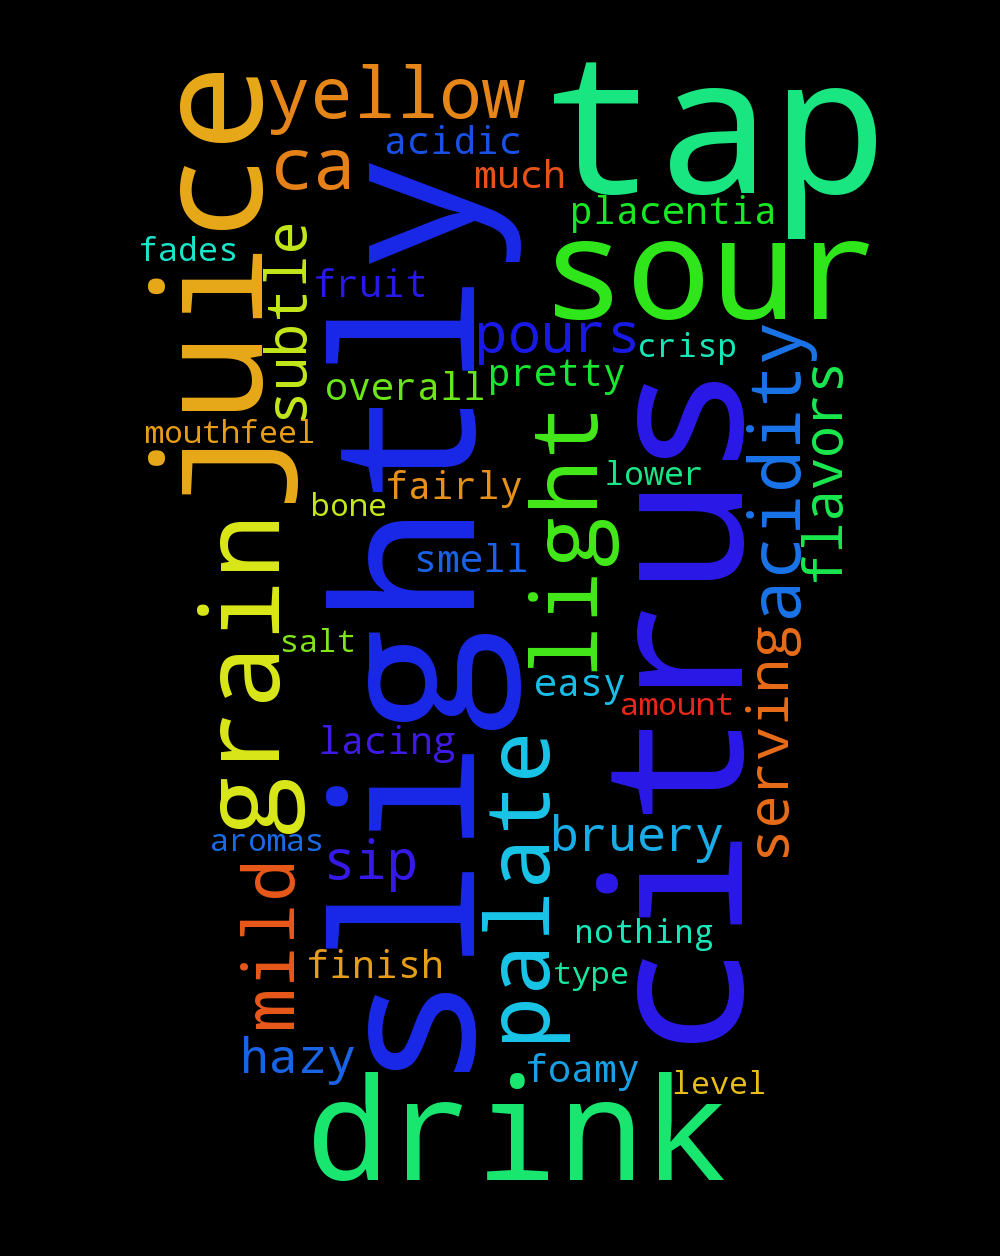 juice
yellow
tap
acidic
ca
much
placentia
fades
subtle
slightly
sour
fruit
pours
crisp
overall
pretty
acidity
flavors
mouthfeel
citrus
light
lower
fairly
bone
grain
smell
salt
easy
amount
serving
lacing
palate
bruery
aromas
sip
mild
nothing
finish
type
hazy
foamy
level
drink